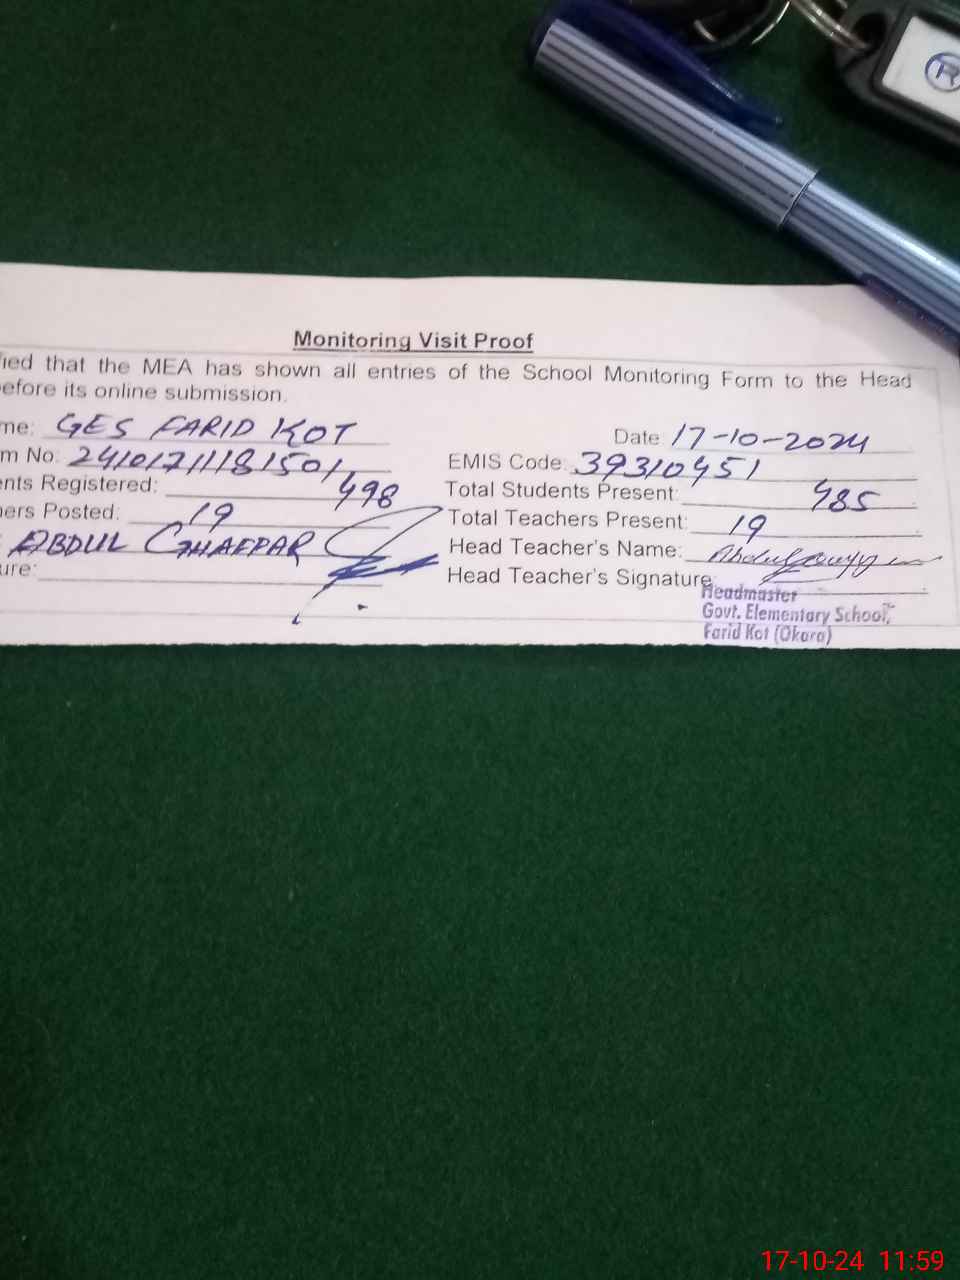 Monitoring Visit Proof
fied that the MEA has shown all entries of the School Monitoring Form to the Head
efore its online submission.
me: GES FARID KOT Date: 17-10-2024
m No: 24101711181501 EMIS Code: 39310451
nts Registered: 498 Total Students Present: 485
ers Posted: 19 Total Teachers Present: 19
ABDUL GHAFFAR Head Teacher's Name:
ure: Head Teacher's Signature:
Headmaster
Govt. Elementary School,
Farid Kot (Okara)
R
17-10-24 11:59